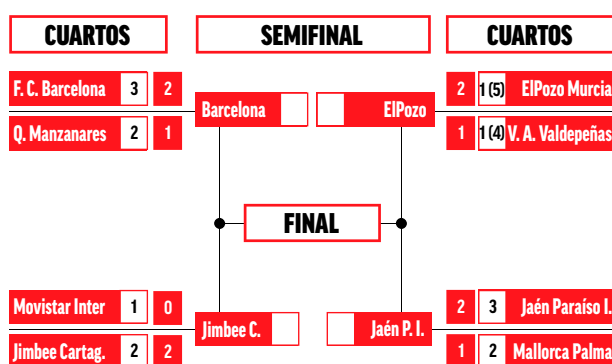 CUARTOS SEMIFINAL CUARTOS
F. C. Barcelona 3 2
Q. Manzanares 2 1
Barcelona ElPozo
2 1(5) ElPozo Murcia
1 1(4) V. A. Valdepeñas
FINAL
Movistar Inter 1 0
Jimbee Cartag. 2 2
Jimbee C. Jaén P. I.
2 3 Jaén Paraíso I.
1 2 Mallorca Palma